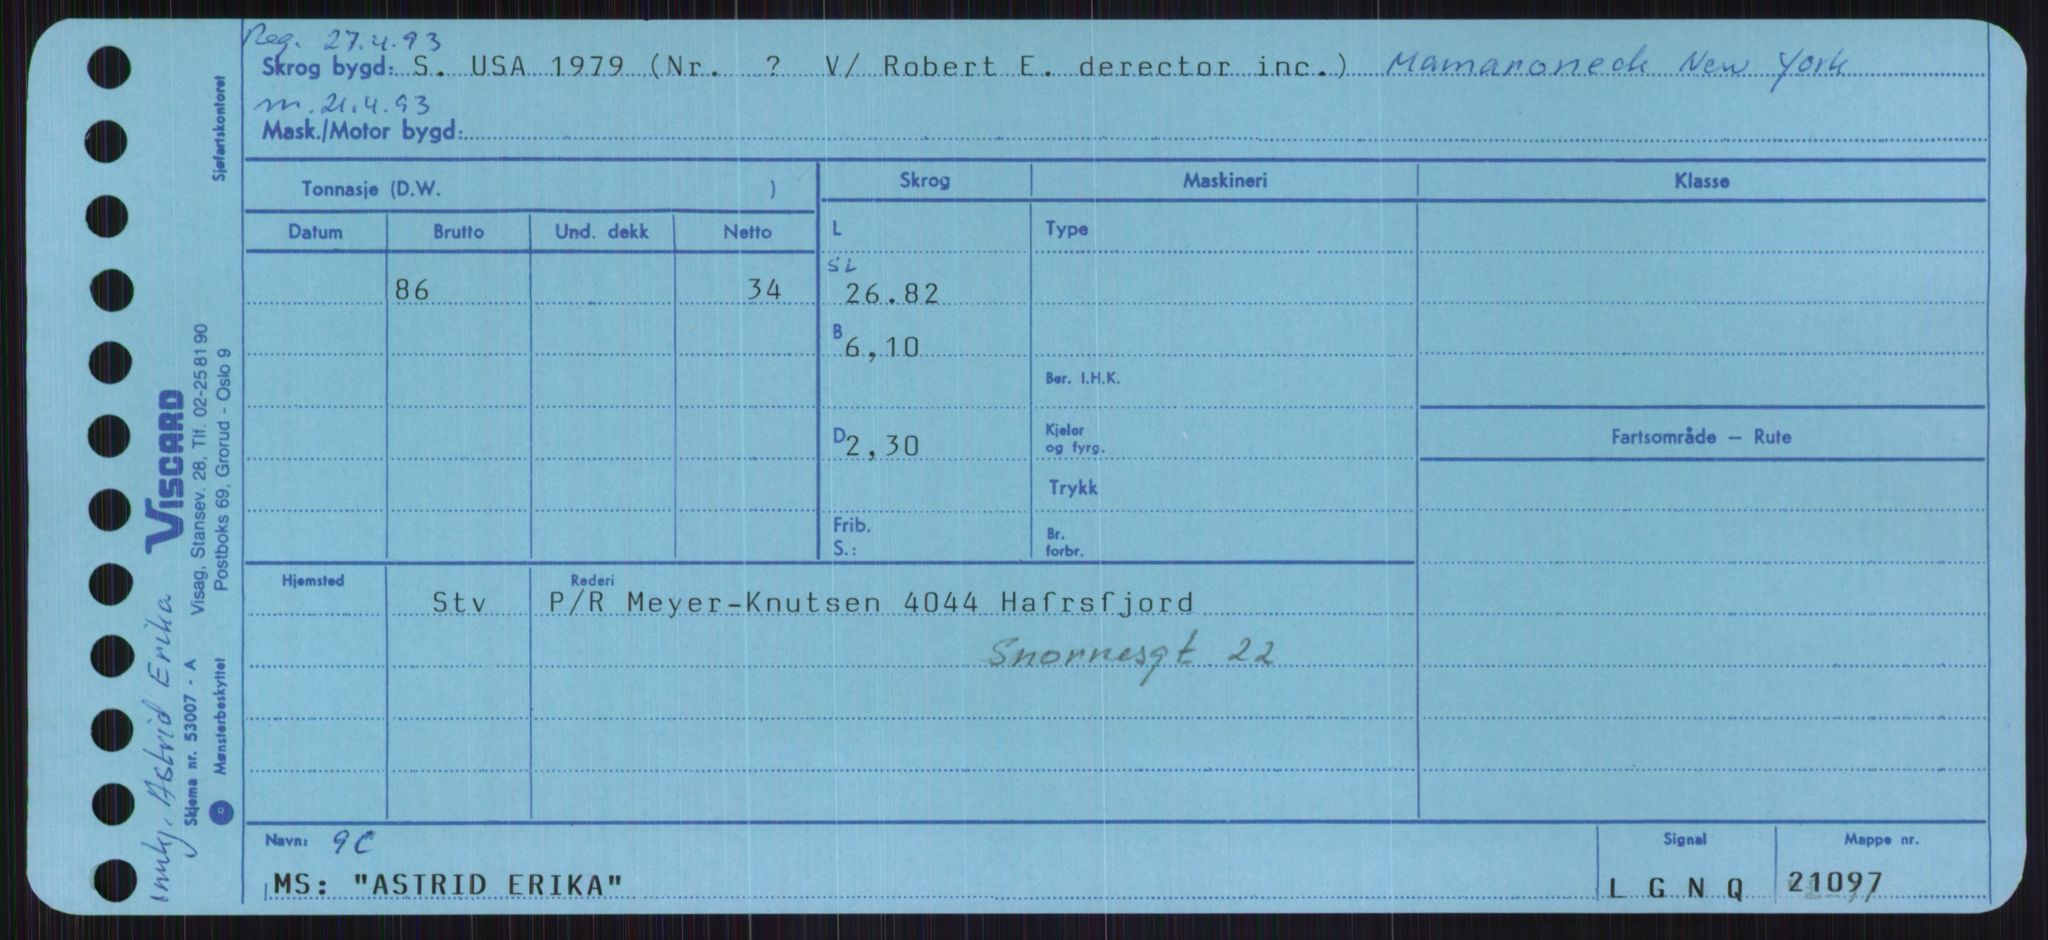 Reg. 27.4.93
Skrog bygd: S. USA 1979 (Nr. ? V/ Robert E. derector inc.) Mamaroneck New York
m. 21.4.93
Mask./Motor bygd:
Tonnasje (D.W. )
Skrog Maskineri Klasse
Datum Brutto Und. dekk Netto
L Type
SL
86 34 26.82
B 6,10
Ber. I.H.K.
D 2,30 Kjeler og fyrg.
Fartsområde — Rute
Trykk
Frib. S.: Br. forbr.
Hjemsted Rederi
Stv P/R Meyer-Knutsen 4044 Hafrsfjord
Snorresgt 22
Navn: 9C Signal Mappe nr.
MS: "ASTRID ERIKA" L G N Q 21097
Astrid Erika
VISCARD
Skjema nr. 53007 - A Visag, Stansev. 28, Tlf. 02-25 81 90
Mønsterbeskyttet Postboks 69, Grorud - Oslo 9
Sjøfartskontoret